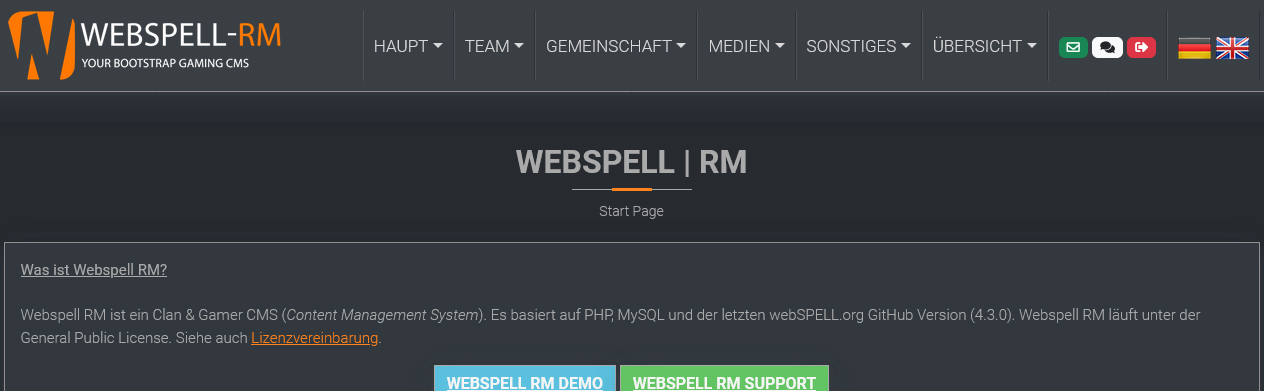 WEBSPELL-RM
YOUR BOOTSTRAP GAMING CMS
HAUPT TEAM GEMEINSCHAFT MEDIEN SONSTIGES ÜBERSICHT
WEBSPELL | RM
Start Page
Was ist Webspell RM?
Webspell RM ist ein Clan & Gamer CMS (Content Management System). Es basiert auf PHP, MySQL und der letzten webSPELL.org GitHub Version (4.3.0). Webspell RM läuft unter der
General Public License. Siehe auch Lizenzvereinbarung.
WEBSPELL RM DEMO WEBSPELL RM SUPPORT